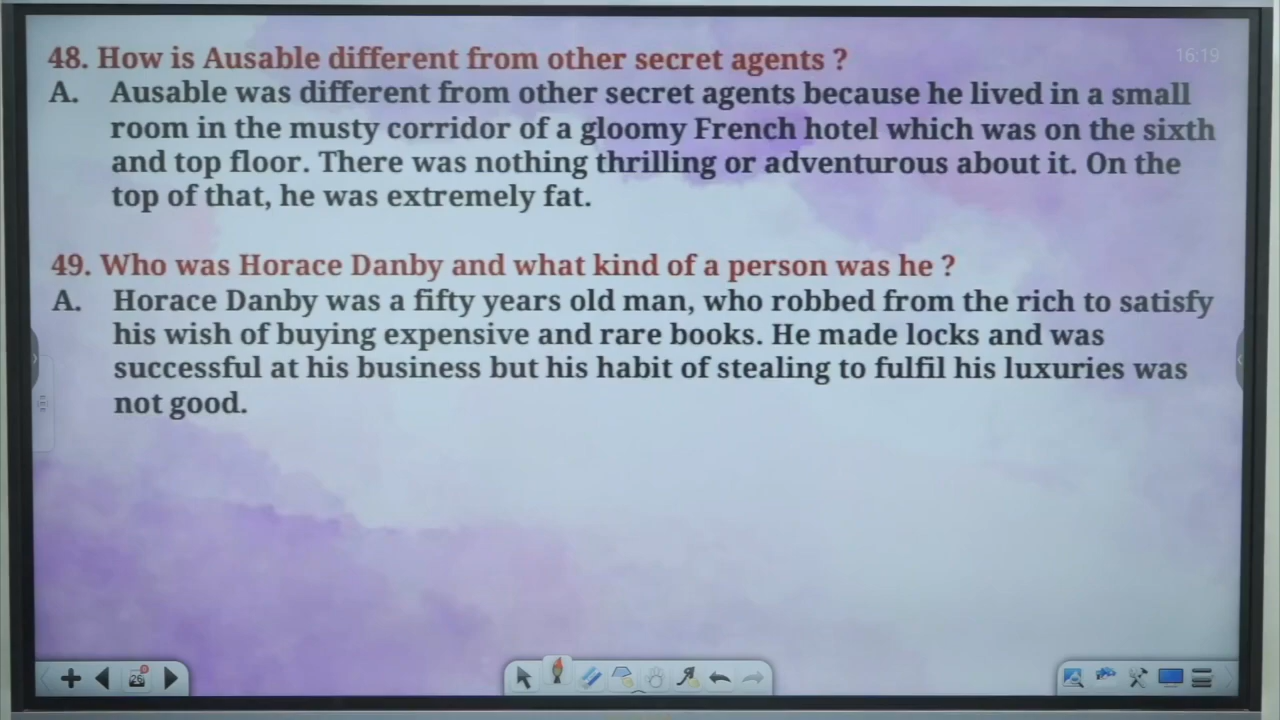 16:19
48. How is Ausable different from other secret agents ?
A. Ausable was different from other secret agents because he lived in a small
room in the musty corridor of a gloomy French hotel which was on the sixth
and top floor. There was nothing thrilling or adventurous about it. On the
top of that, he was extremely fat.
49. Who was Horace Danby and what kind of a person was he ?
A. Horace Danby was a fifty years old man, who robbed from the rich to satisfy
his wish of buying expensive and rare books. He made locks and was
successful at his business but his habit of stealing to fulfil his luxuries was
not good.
26